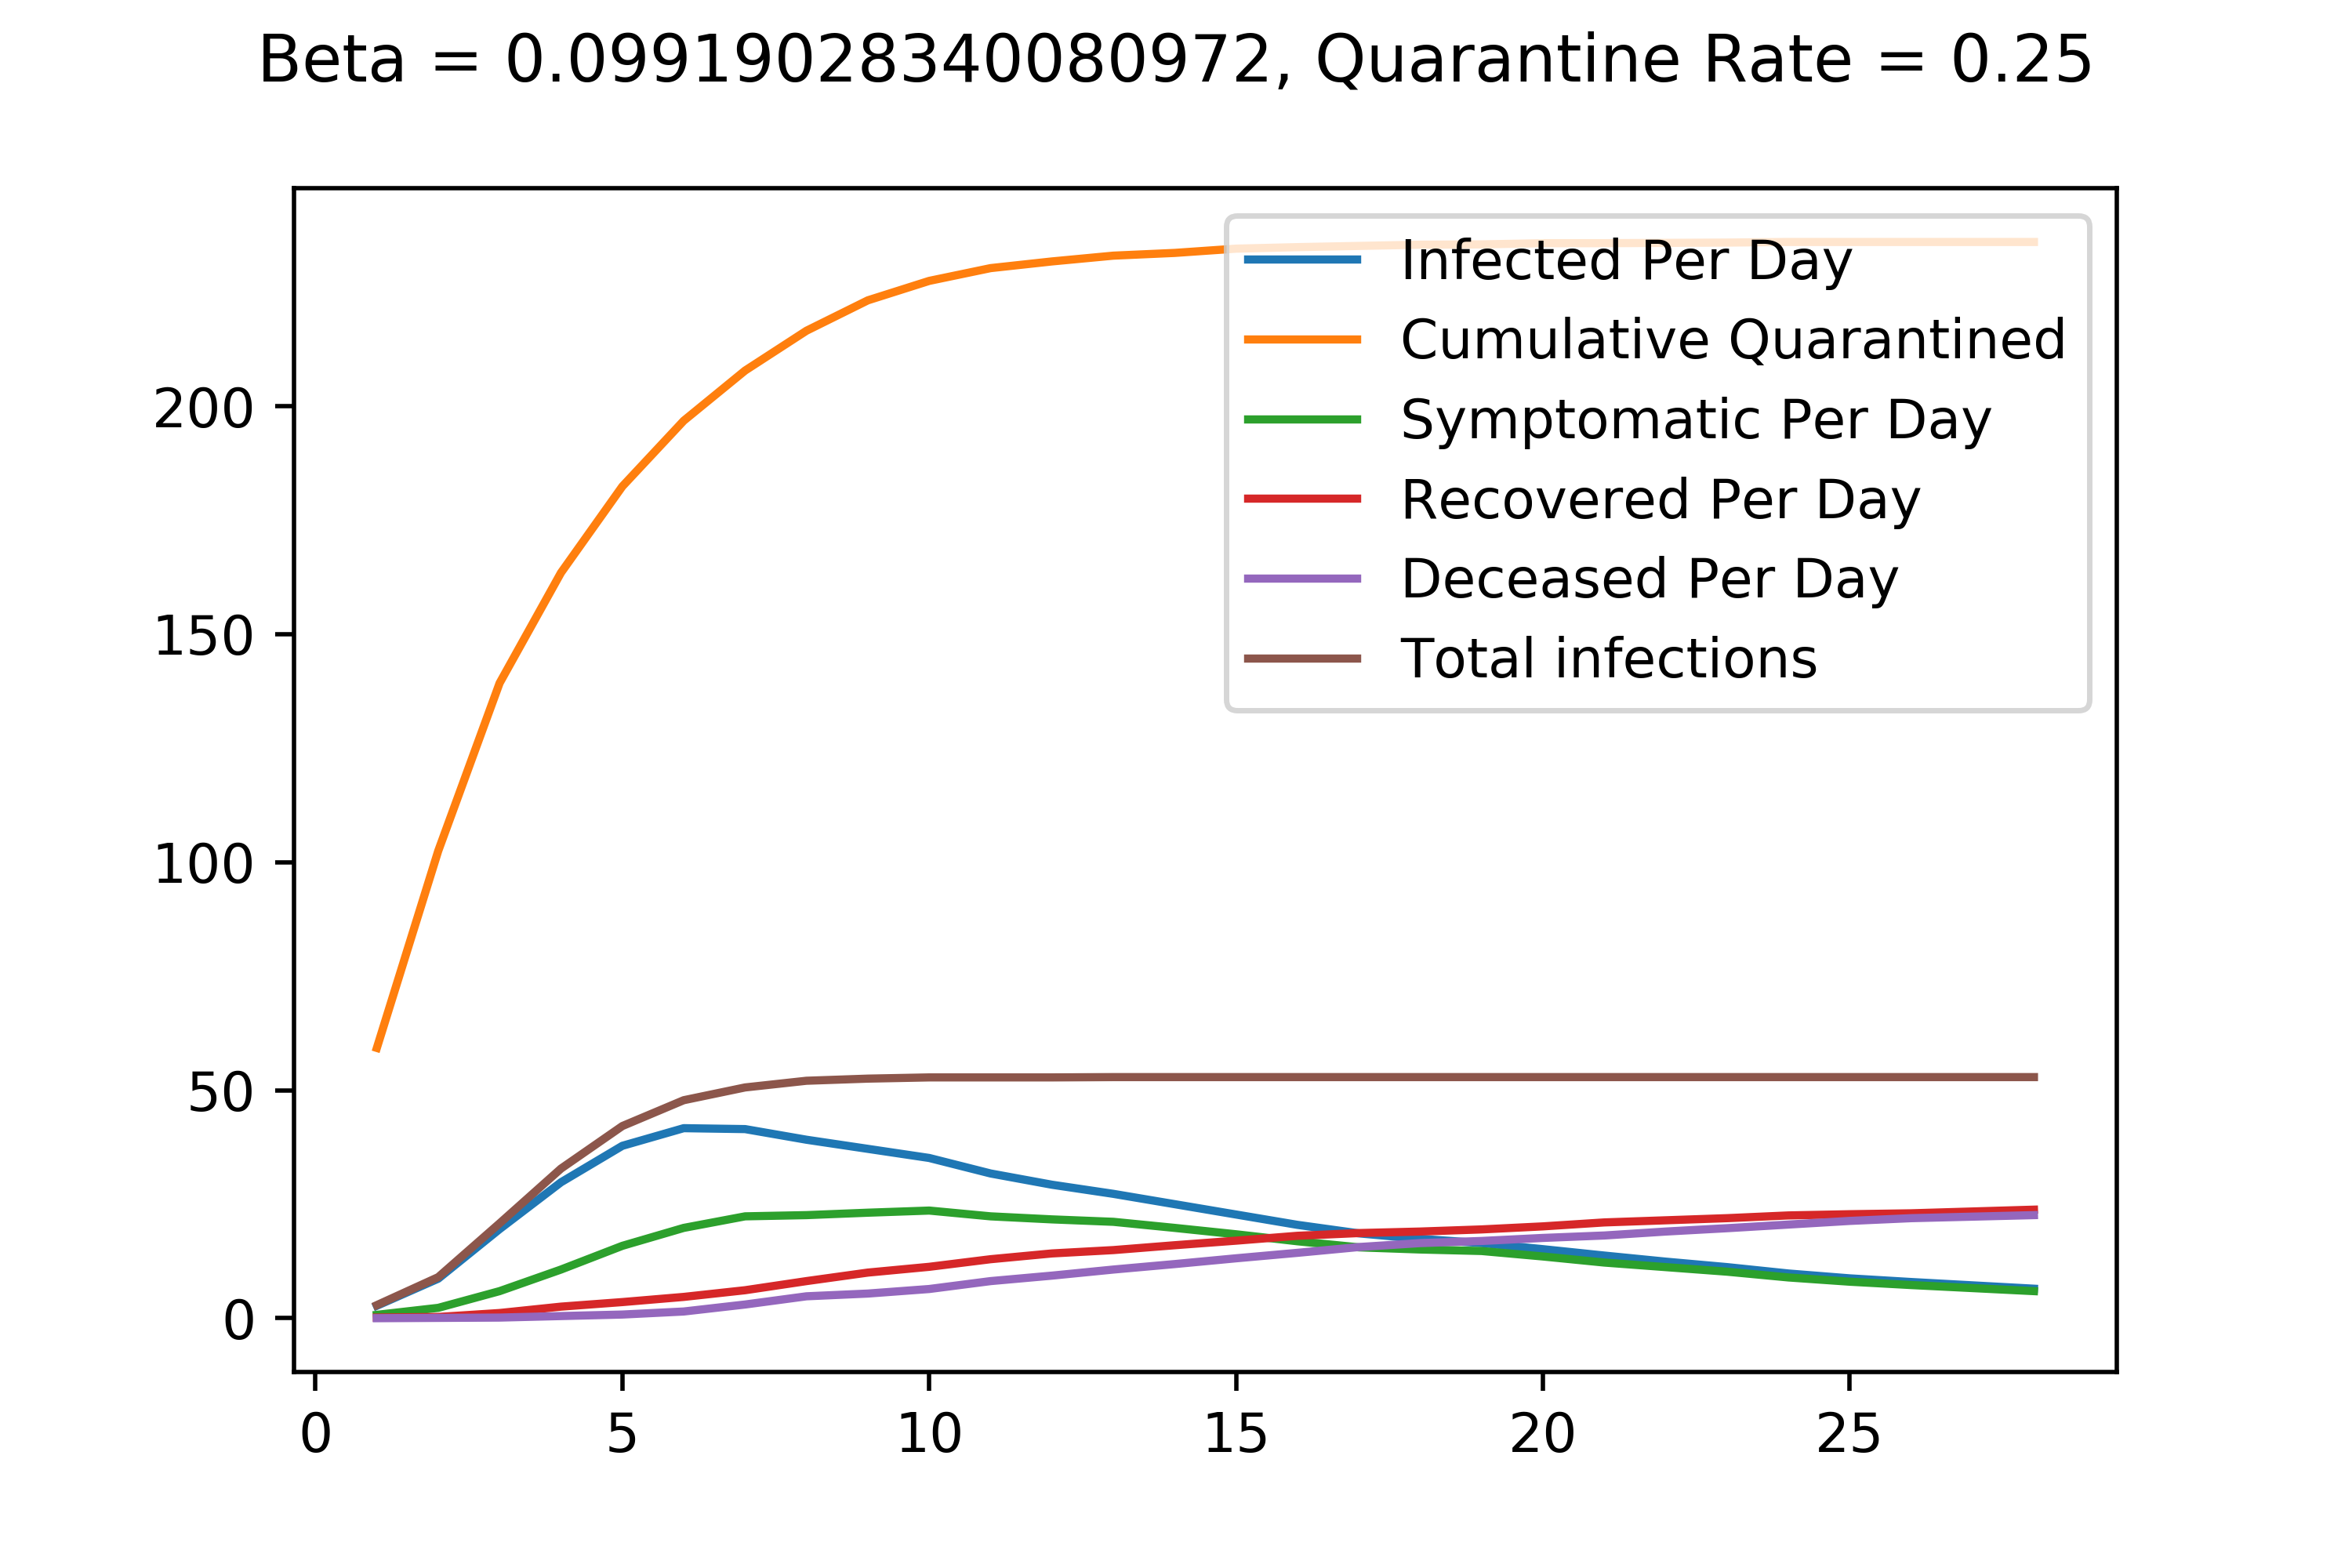 Beta = 0.09919028340080972, Quarantine Rate = 0.25
Infected Per Day
Cumulative Quarantined
Symptomatic Per Day
Recovered Per Day
Deceased Per Day
Total infections
200
150
100
50
0
0 5 10 15 20 25